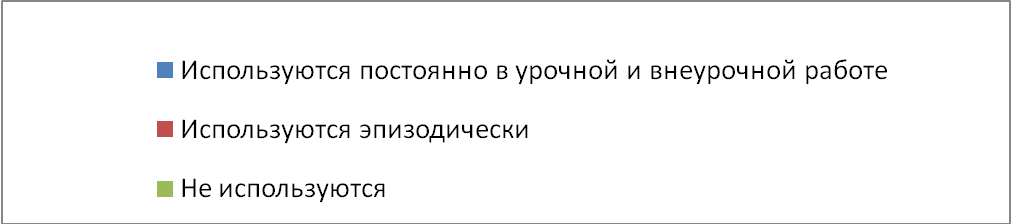 Используются постоянно в урочной и внеурочной работе
Используются эпизодически
Не используются